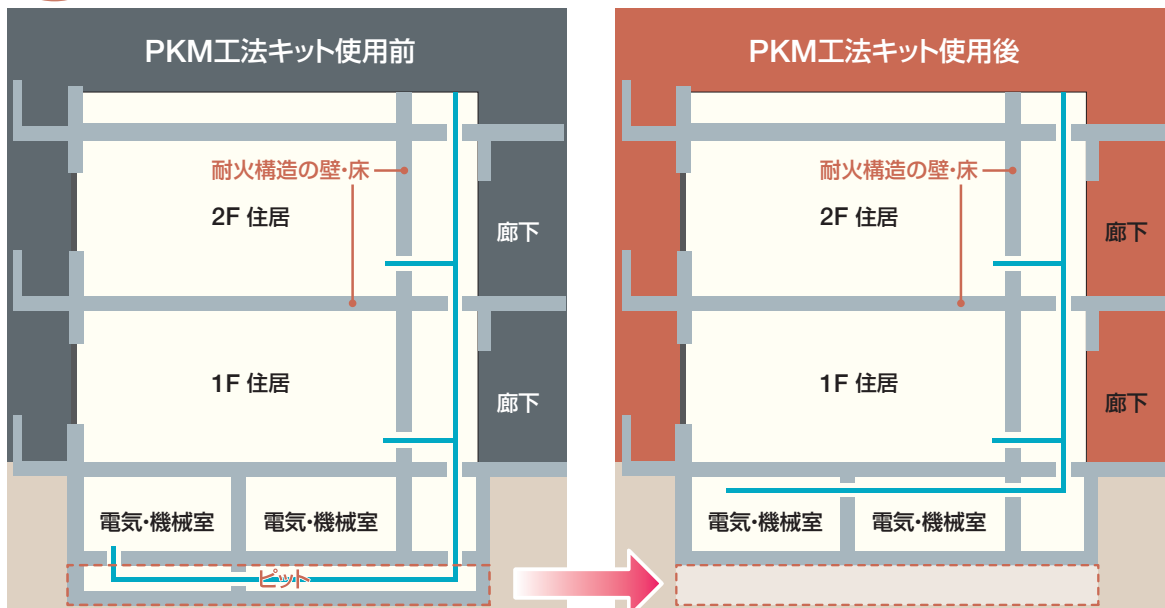 PKM工法キット使用前
耐火構造の壁・床
2F 住居
廊下
1F 住居
廊下
電気・機械室
電気・機械室
ピット
PKM工法キット使用後
耐火構造の壁・床
2F 住居
廊下
1F 住居
廊下
電気・機械室
電気・機械室